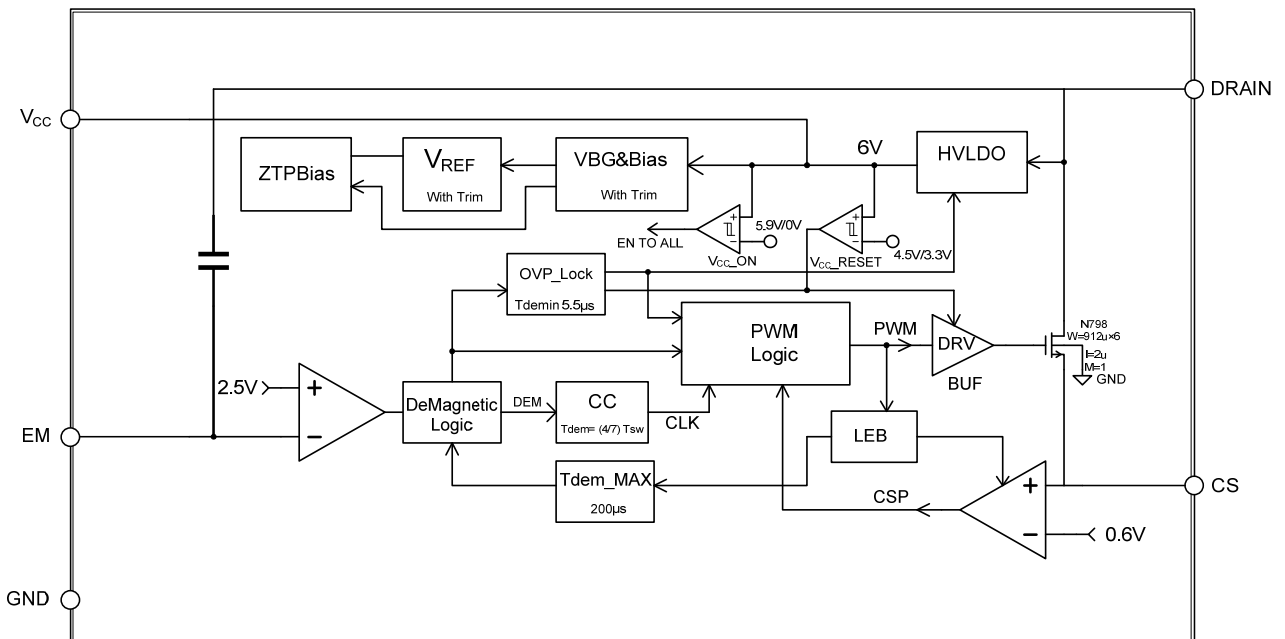 DRAIN
VCC
6V
HVLDO
ZTPBias
VREF
With Trim
VBG&Bias
With Trim
+
-
5.9V/0V
EN TO ALL
VCC_ON
+
-
4.5V/3.3V
VCC_RESET
OVP_Lock
Tdemin 5.5µs
PWM
Logic
PWM
DRV
BUF
N798
W=912u×6
l=2u
M=1
GND
2.5V
+
-
EM
DeMagnetic
Logic
DEM
CC
Tdem= (4/7) Tsw
CLK
LEB
Tdem_MAX
200µs
CSP
+
-
CS
0.6V
GND